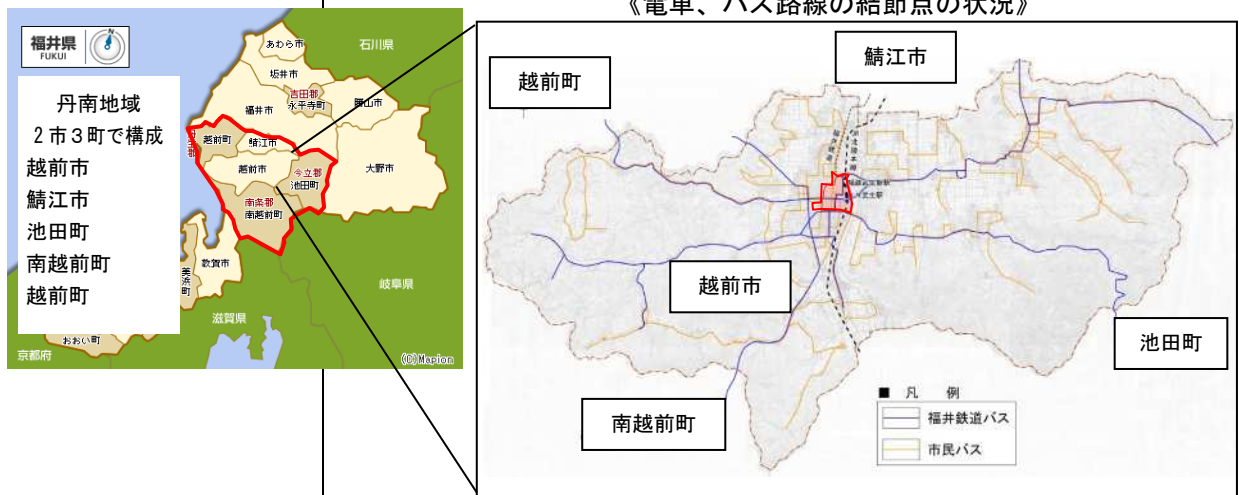 《電車、バス路線の結節点の状況》
福井県
FUKUI
N
丹南地域
2市3町で構成
越前市
鯖江市
池田町
南越前町
越前町
あわら市
石川県
坂井市
吉田郡
永平寺町
勝山市
福井市
越前町
鯖江市
越前市
今立郡
池田町
大野市
南条郡
南越前町
敦賀市
美浜町
岐阜県
滋賀県
おおい町
京都府
(C)Mapion
越前町
鯖江市
越前市
池田町
南越前町
■ 凡 例
福井鉄道バス
市民バス